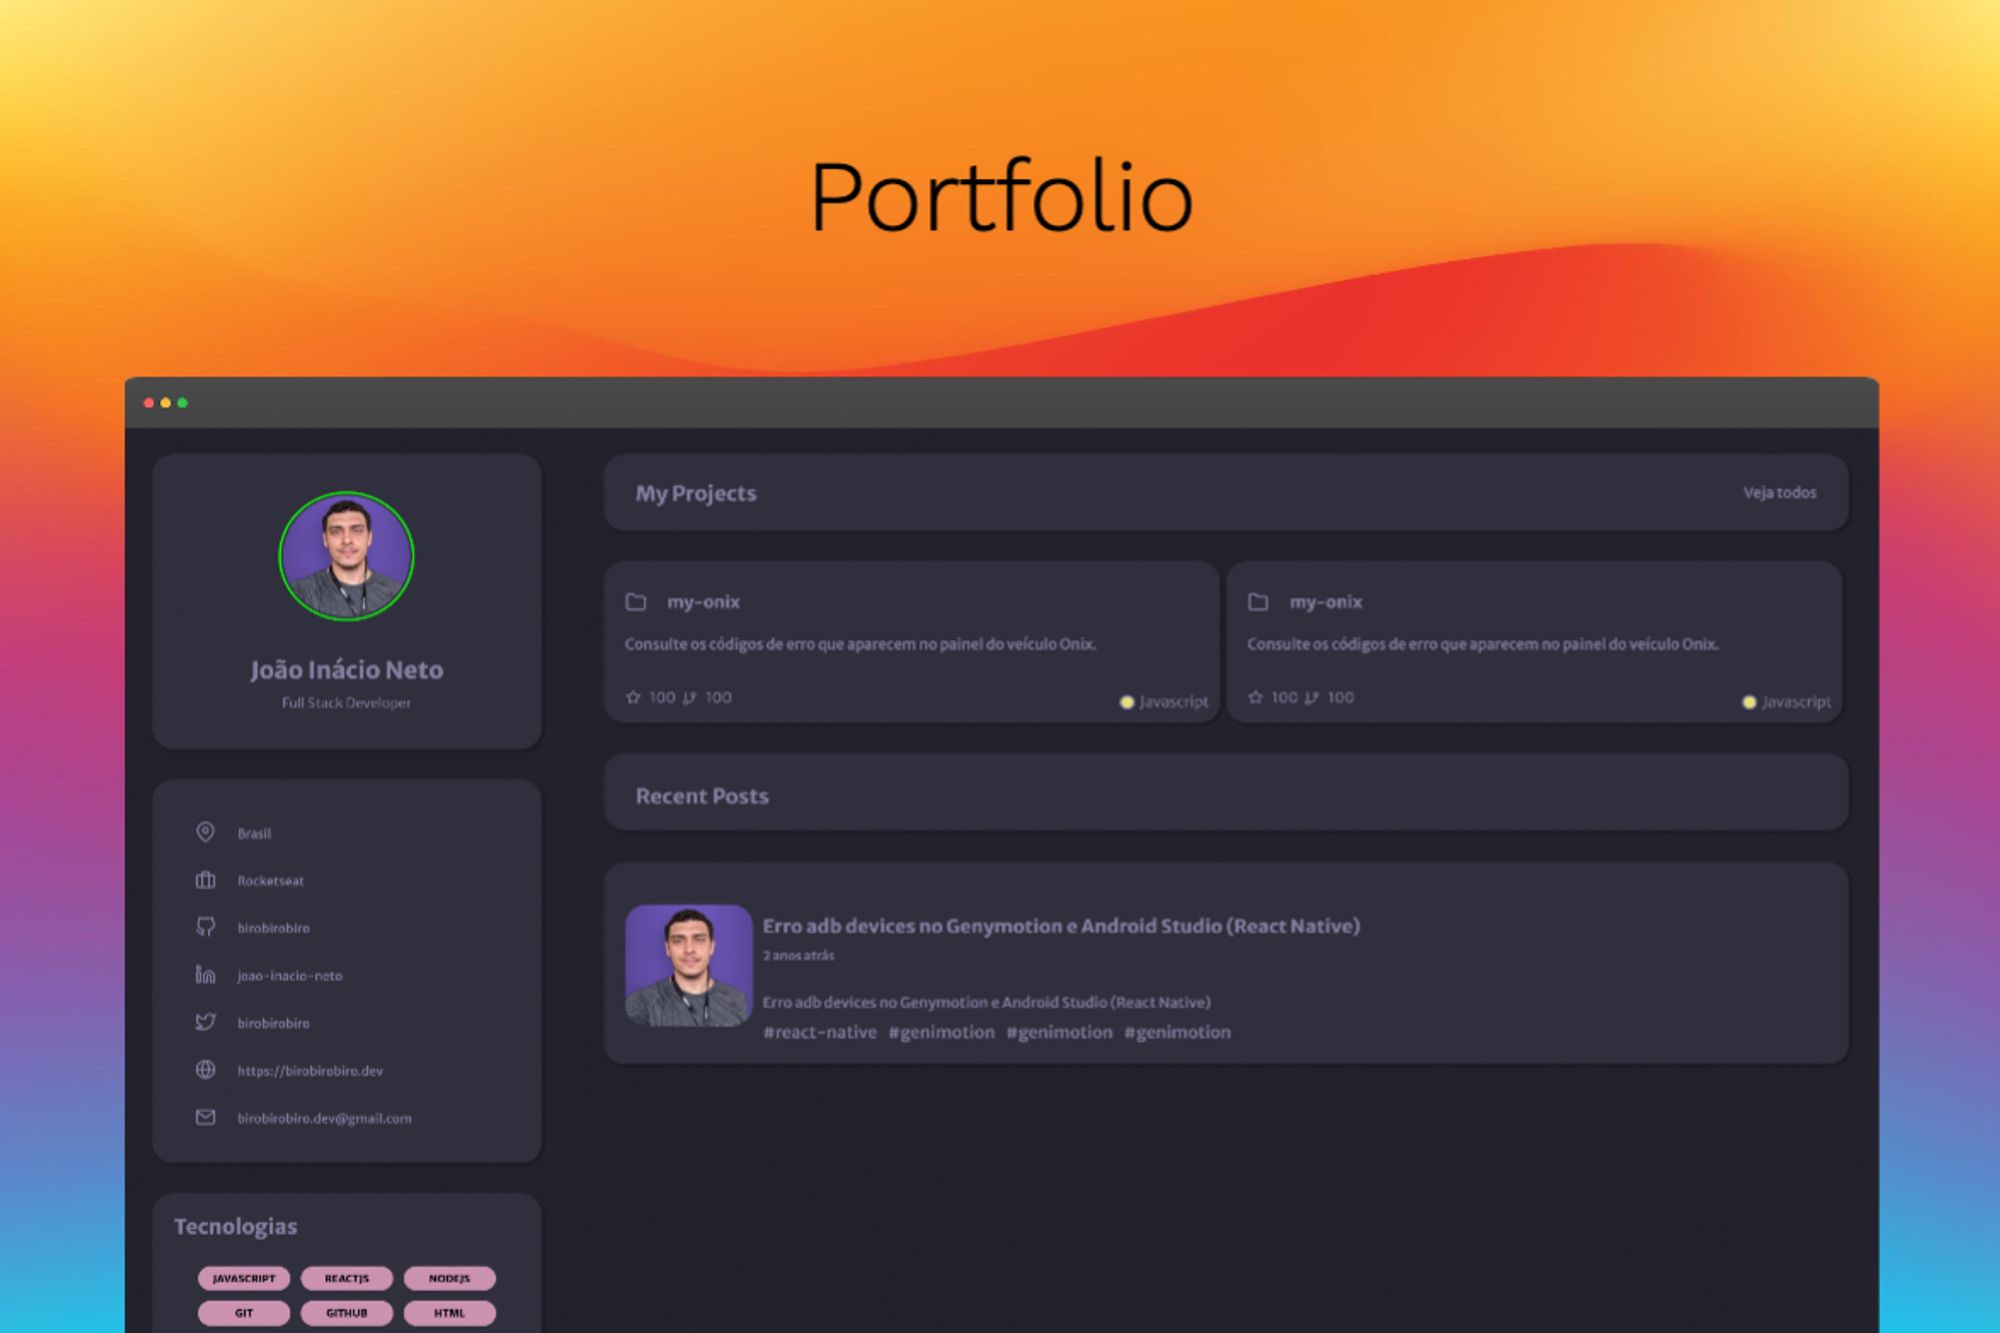 Portfolio
João Inácio Neto
Full Stack Developer
Brasil
Rocketseat
birobirobiro
joao-inacio-neto
birobirobiro
https://birobirobiro.dev
birobirobiro.dev@gmail.com
Tecnologias
JAVASCRIPT REACTJS NODEJS
GIT GITHUB HTML
My Projects Veja todos
my-onix
Consulte os códigos de erro que aparecem no painel do veículo Onix.
100 100 Javascript
my-onix
Consulte os códigos de erro que aparecem no painel do veículo Onix.
100 100 Javascript
Recent Posts
Erro adb devices no Genymotion e Android Studio (React Native)
2 anos atrás
Erro adb devices no Genymotion e Android Studio (React Native)
#react-native #genimotion #genimotion #genimotion